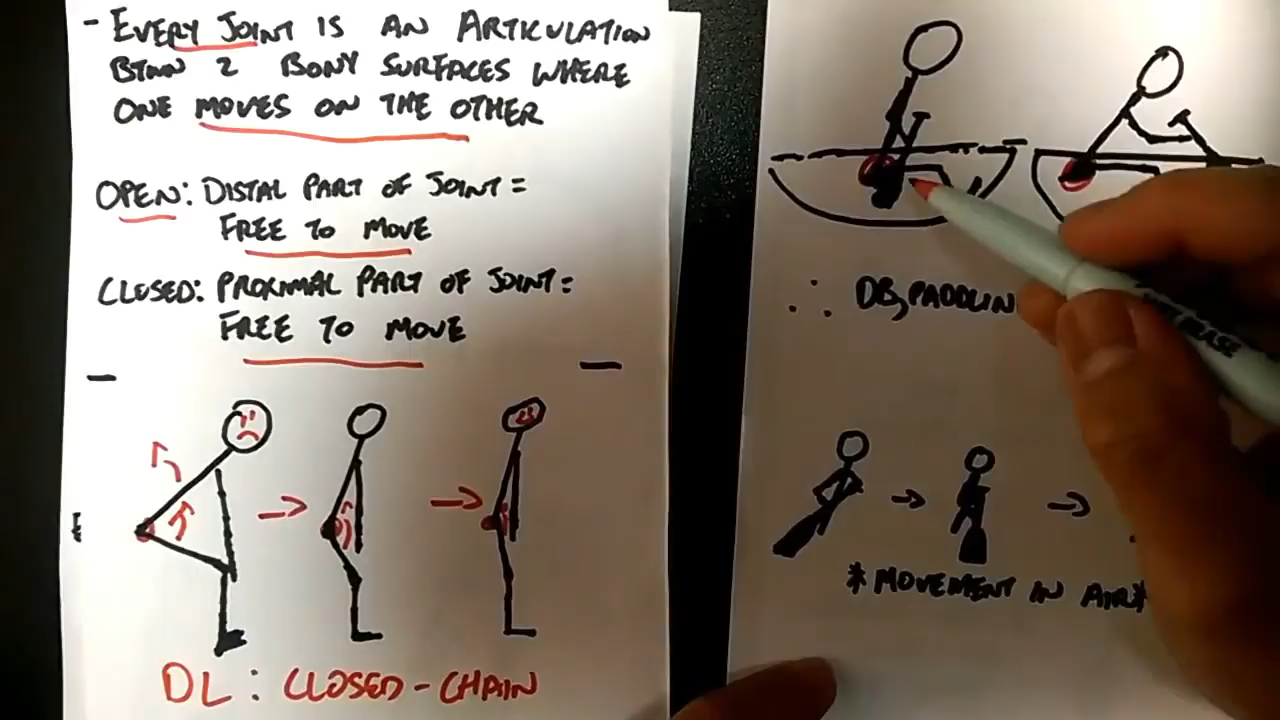 - EVERY JOINT IS AN ARTICULATION
BTWN 2 BONY SURFACES WHERE
ONE MOVES ON THE OTHER
OPEN: DISTAL PART OF JOINT =
FREE TO MOVE
CLOSED: PROXIMAL PART OF JOINT =
FREE TO MOVE
DL: CLOSED-CHAIN
∴ DB, PADDLIN
*MOVEMENT IN AIR*